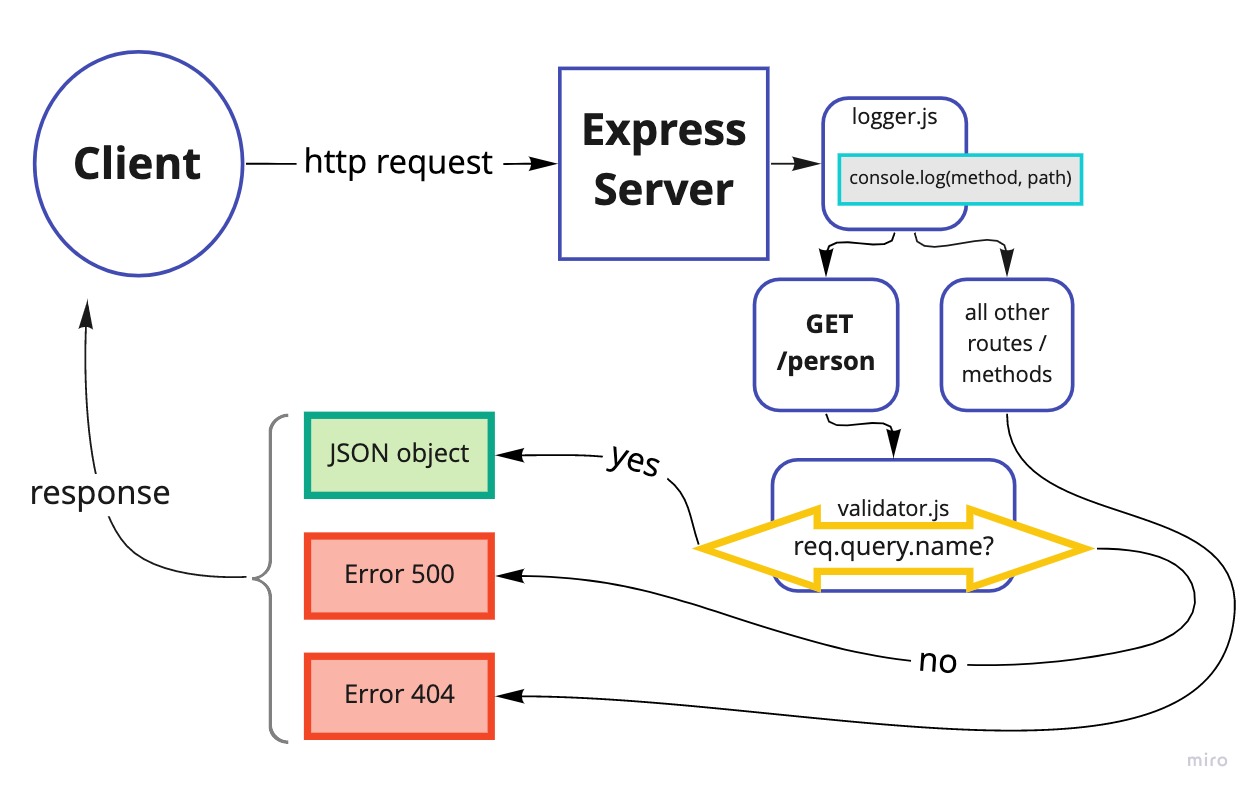 Client
http request
Express
Server
logger.js
console.log(method, path)
GET
/person
all other
routes /
methods
validator.js
req.query.name?
yes
no
JSON object
Error 500
Error 404
response
miro